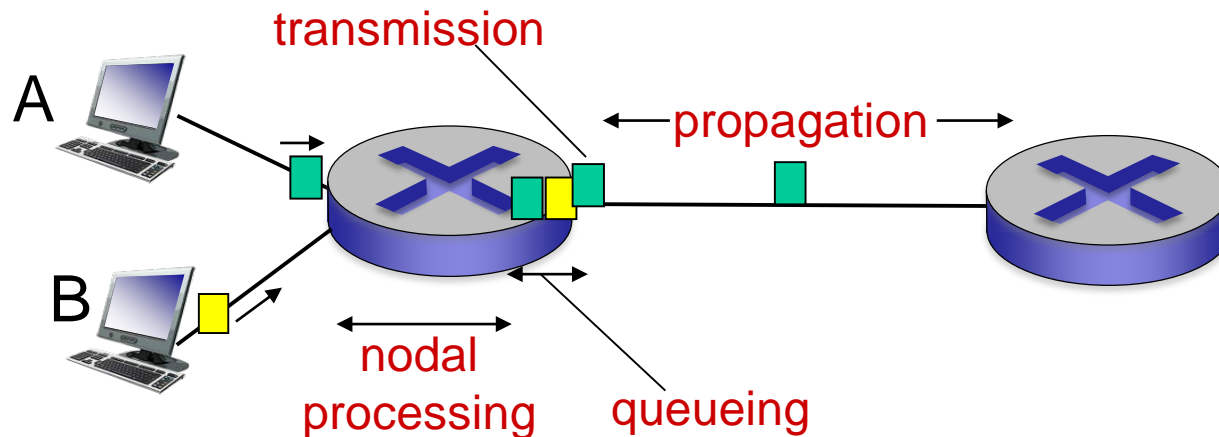 transmission
A
propagation
B
nodal
processing
queueing